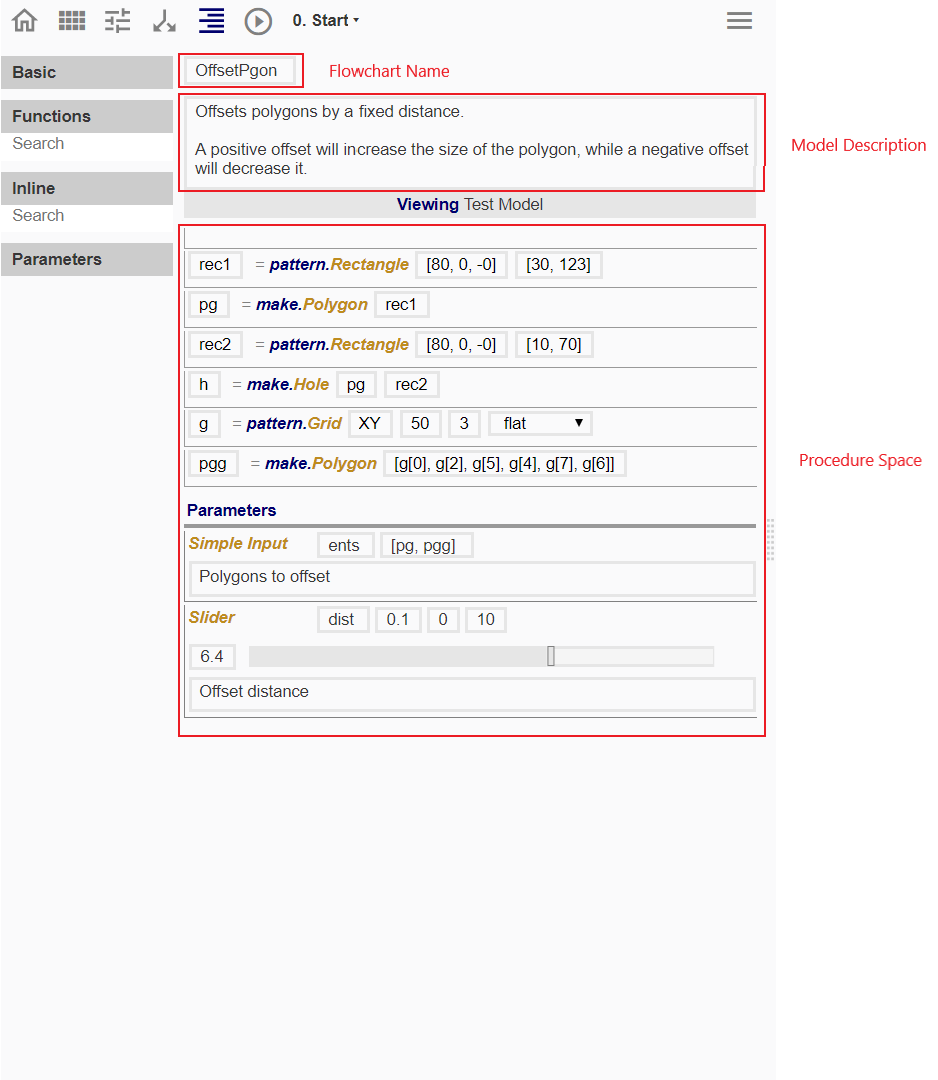 0. Start
Basic
OffsetPgon
Flowchart Name
Functions
Search
Offsets polygons by a fixed distance.
A positive offset will increase the size of the polygon, while a negative offset
will decrease it.
Model Description
Inline
Search
Viewing Test Model
Parameters
rec1 = pattern.Rectangle [80, 0, -0] [30, 123]
pg = make.Polygon rec1
rec2 = pattern.Rectangle [80, 0, -0] [10, 70]
h = make.Hole pg rec2
g = pattern.Grid XY 50 3 flat
pgg = make.Polygon [g[0], g[2], g[5], g[4], g[7], g[6]]
Procedure Space
Parameters
Simple Input ents [pg, pgg]
Polygons to offset
Slider dist 0.1 0 10
6.4
Offset distance